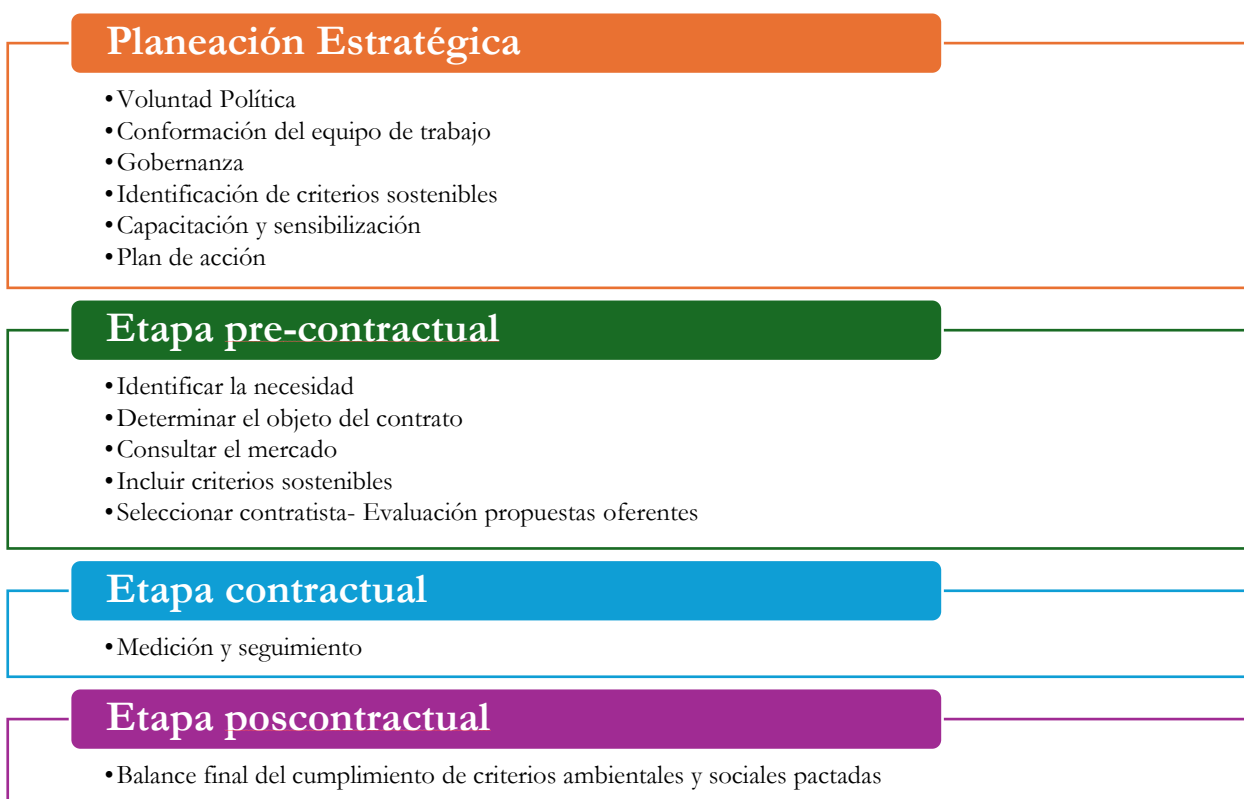 Planeación Estratégica
•Voluntad Política
•Conformación del equipo de trabajo
•Gobernanza
•Identificación de criterios sostenibles
•Capacitación y sensibilización
•Plan de acción
Etapa pre-contractual
•Identificar la necesidad
•Determinar el objeto del contrato
•Consultar el mercado
•Incluir criterios sostenibles
•Seleccionar contratista- Evaluación propuestas oferentes
Etapa contractual
•Medición y seguimiento
Etapa poscontractual
•Balance final del cumplimiento de criterios ambientales y sociales pactadas